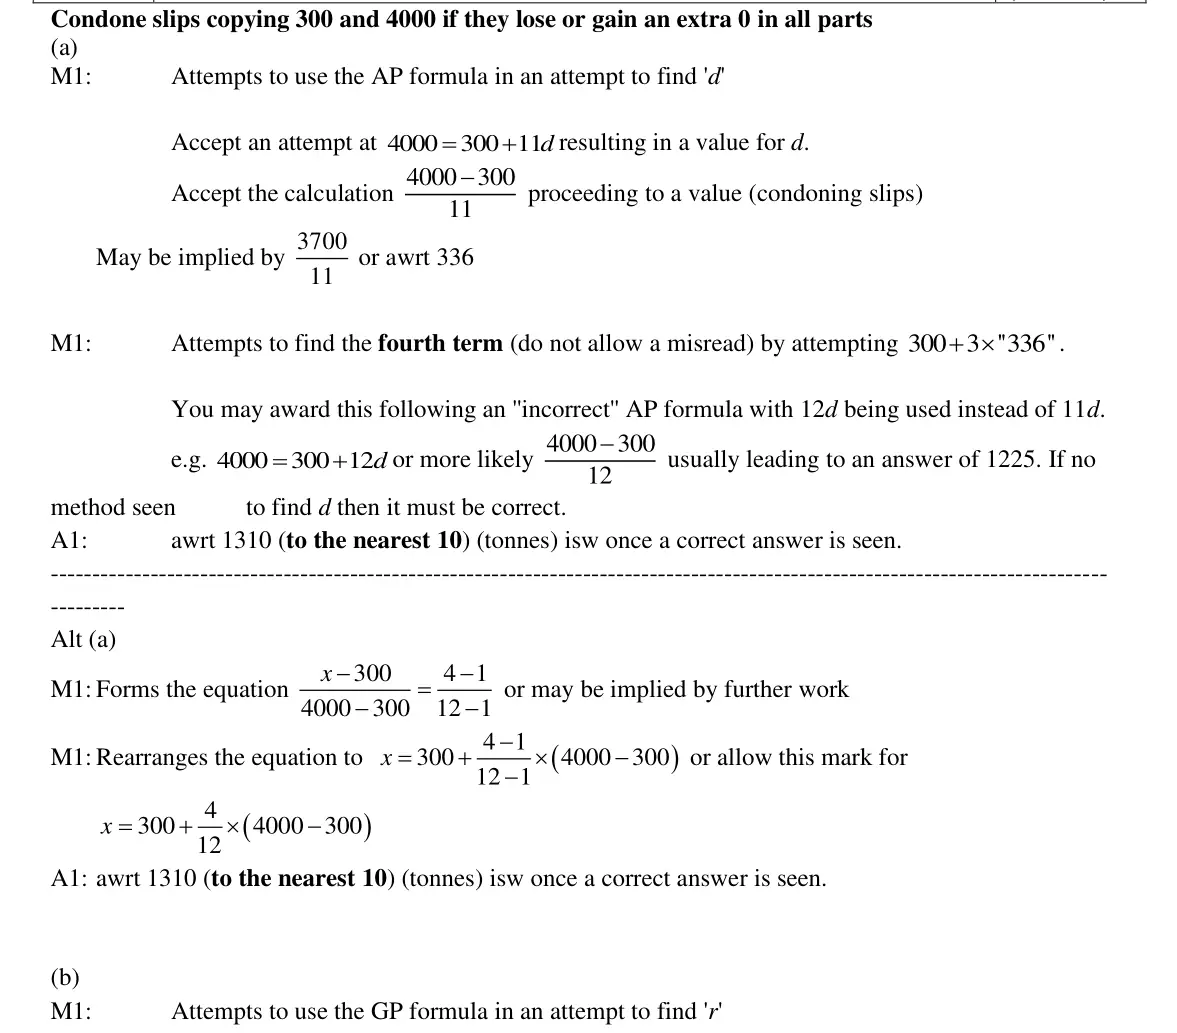 Condone slips copying 300 and 4000 if they lose or gain an extra 0 in all parts
(a)
M1: Attempts to use the AP formula in an attempt to find 'd'
Accept an attempt at 4000 = 300 + 11d resulting in a value for d.
Accept the calculation (4000 − 300)/11 proceeding to a value (condoning slips)
May be implied by 3700/11 or awrt 336
M1: Attempts to find the fourth term (do not allow a misread) by attempting 300 + 3 × "336".
You may award this following an "incorrect" AP formula with 12d being used instead of 11d.
e.g. 4000 = 300 + 12d or more likely (4000 − 300)/12 usually leading to an answer of 1225. If no
method seen to find d then it must be correct.
A1: awrt 1310 (to the nearest 10) (tonnes) isw once a correct answer is seen.
--------------------------------------------------------------------------------------------------------------------------------
---------
Alt (a)
M1: Forms the equation (x − 300)/(4000 − 300) = (4 − 1)/(12 − 1) or may be implied by further work
M1: Rearranges the equation to x = 300 + (4 − 1)/(12 − 1) × (4000 − 300) or allow this mark for
x = 300 + 4/12 × (4000 − 300)
A1: awrt 1310 (to the nearest 10) (tonnes) isw once a correct answer is seen.
(b)
M1: Attempts to use the GP formula in an attempt to find 'r'